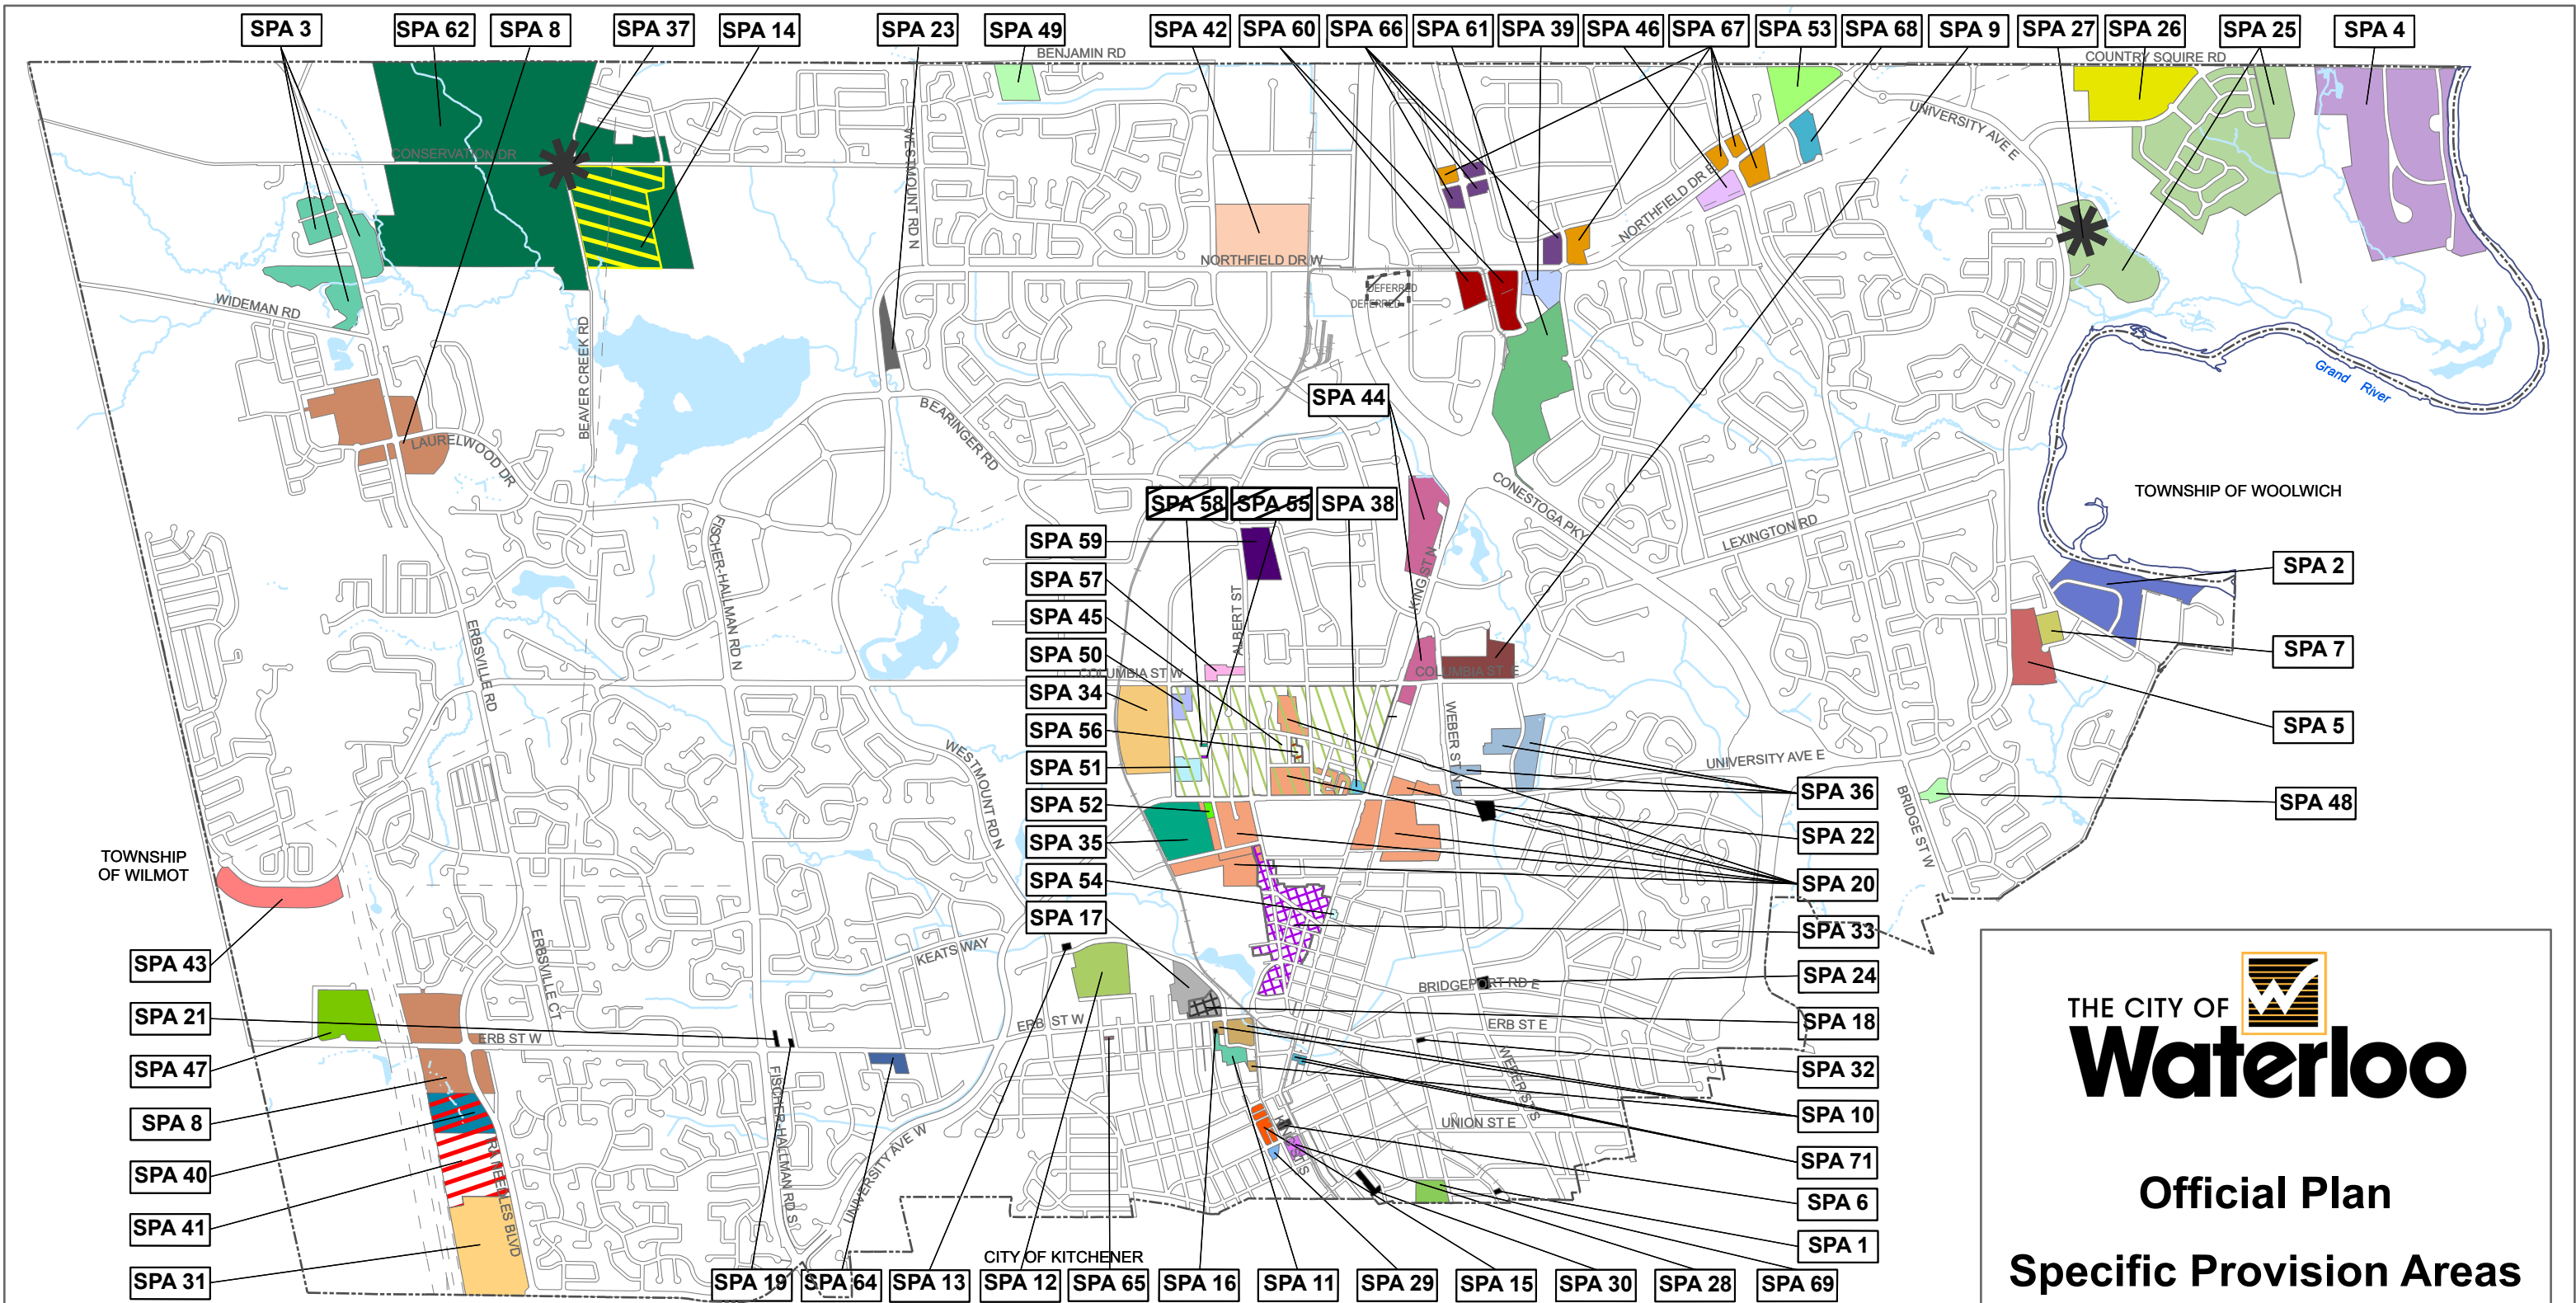 SPA 3
SPA 62
SPA 8
SPA 37
SPA 14
SPA 23
SPA 49
SPA 42
SPA 60
SPA 66
SPA 61
SPA 39
SPA 46
SPA 67
SPA 53
SPA 68
SPA 9
SPA 27
SPA 26
SPA 25
SPA 4
BENJAMIN RD
COUNTRY SQUIRE RD
UNIVERSITY AVE E
CONSERVATION DR
WESTMOUNT RD N
NORTHFIELD DR E
NORTHFIELD DR W
DEFERRED
DEFERRED
WIDEMAN RD
BEAVER CREEK RD
Grand River
SPA 44
BEARINGER RD
LAURELWOOD DR
CONESTOGA PKY
TOWNSHIP OF WOOLWICH
SPA 58
SPA 55
SPA 38
LEXINGTON RD
FISCHER-HALLMAN RD N
SPA 59
SPA 57
SPA 45
SPA 50
SPA 34
SPA 56
SPA 51
SPA 52
SPA 35
SPA 54
SPA 17
KING ST N
ALBERT ST
SPA 2
SPA 7
SPA 5
SPA 48
ERBSVILLE RD
COLUMBIA ST W
COLUMBIA ST E
WEBER ST N
WESTMOUNT RD N
UNIVERSITY AVE E
BRIDGE ST W
SPA 36
SPA 22
SPA 20
SPA 33
SPA 24
SPA 18
SPA 32
SPA 10
SPA 71
SPA 6
SPA 1
TOWNSHIP
OF WILMOT
SPA 43
SPA 21
SPA 47
SPA 8
SPA 40
SPA 41
SPA 31
ERBSVILLE CT
KEATS WAY
BRIDGEPORT RD E
ERB ST W
ERB ST W
ERB ST E
WEBER ST S
UNION ST E
KING ST S
FISCHER-HALLMAN RD S
UNIVERSITY AVE W
IRA NEEDLES BLVD
CITY OF KITCHENER
SPA 19
SPA 64
SPA 13
SPA 12
SPA 65
SPA 16
SPA 11
SPA 29
SPA 15
SPA 30
SPA 28
SPA 69
THE CITY OF
Waterloo
Official Plan
Specific Provision Areas